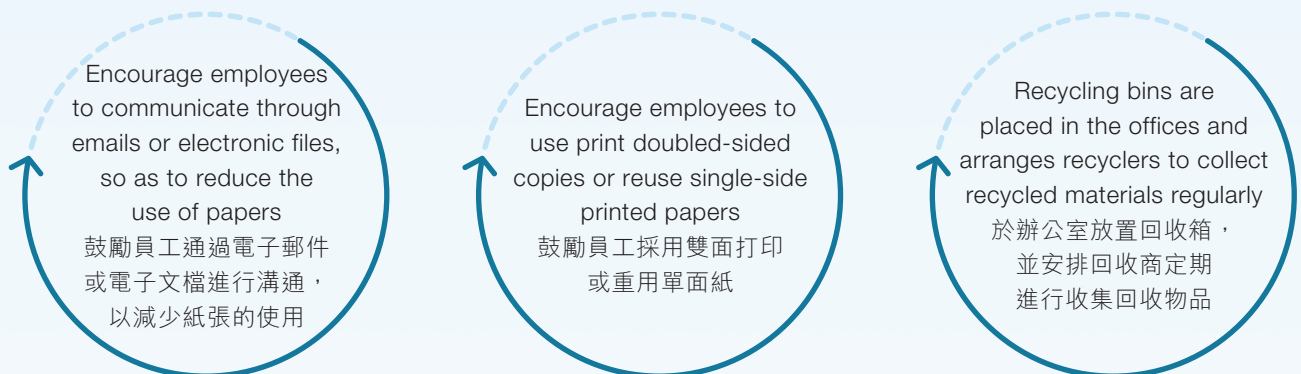 Encourage employees
to communicate through
emails or electronic files,
so as to reduce the
use of papers
鼓勵員工通過電子郵件
或電子文檔進行溝通，
以減少紙張的使用
Encourage employees to
use print doubled-sided
copies or reuse single-side
printed papers
鼓勵員工採用雙面打印
或重用單面紙
Recycling bins are
placed in the offices and
arranges recyclers to collect
recycled materials regularly
於辦公室放置回收箱，
並安排回收商定期
進行收集回收物品